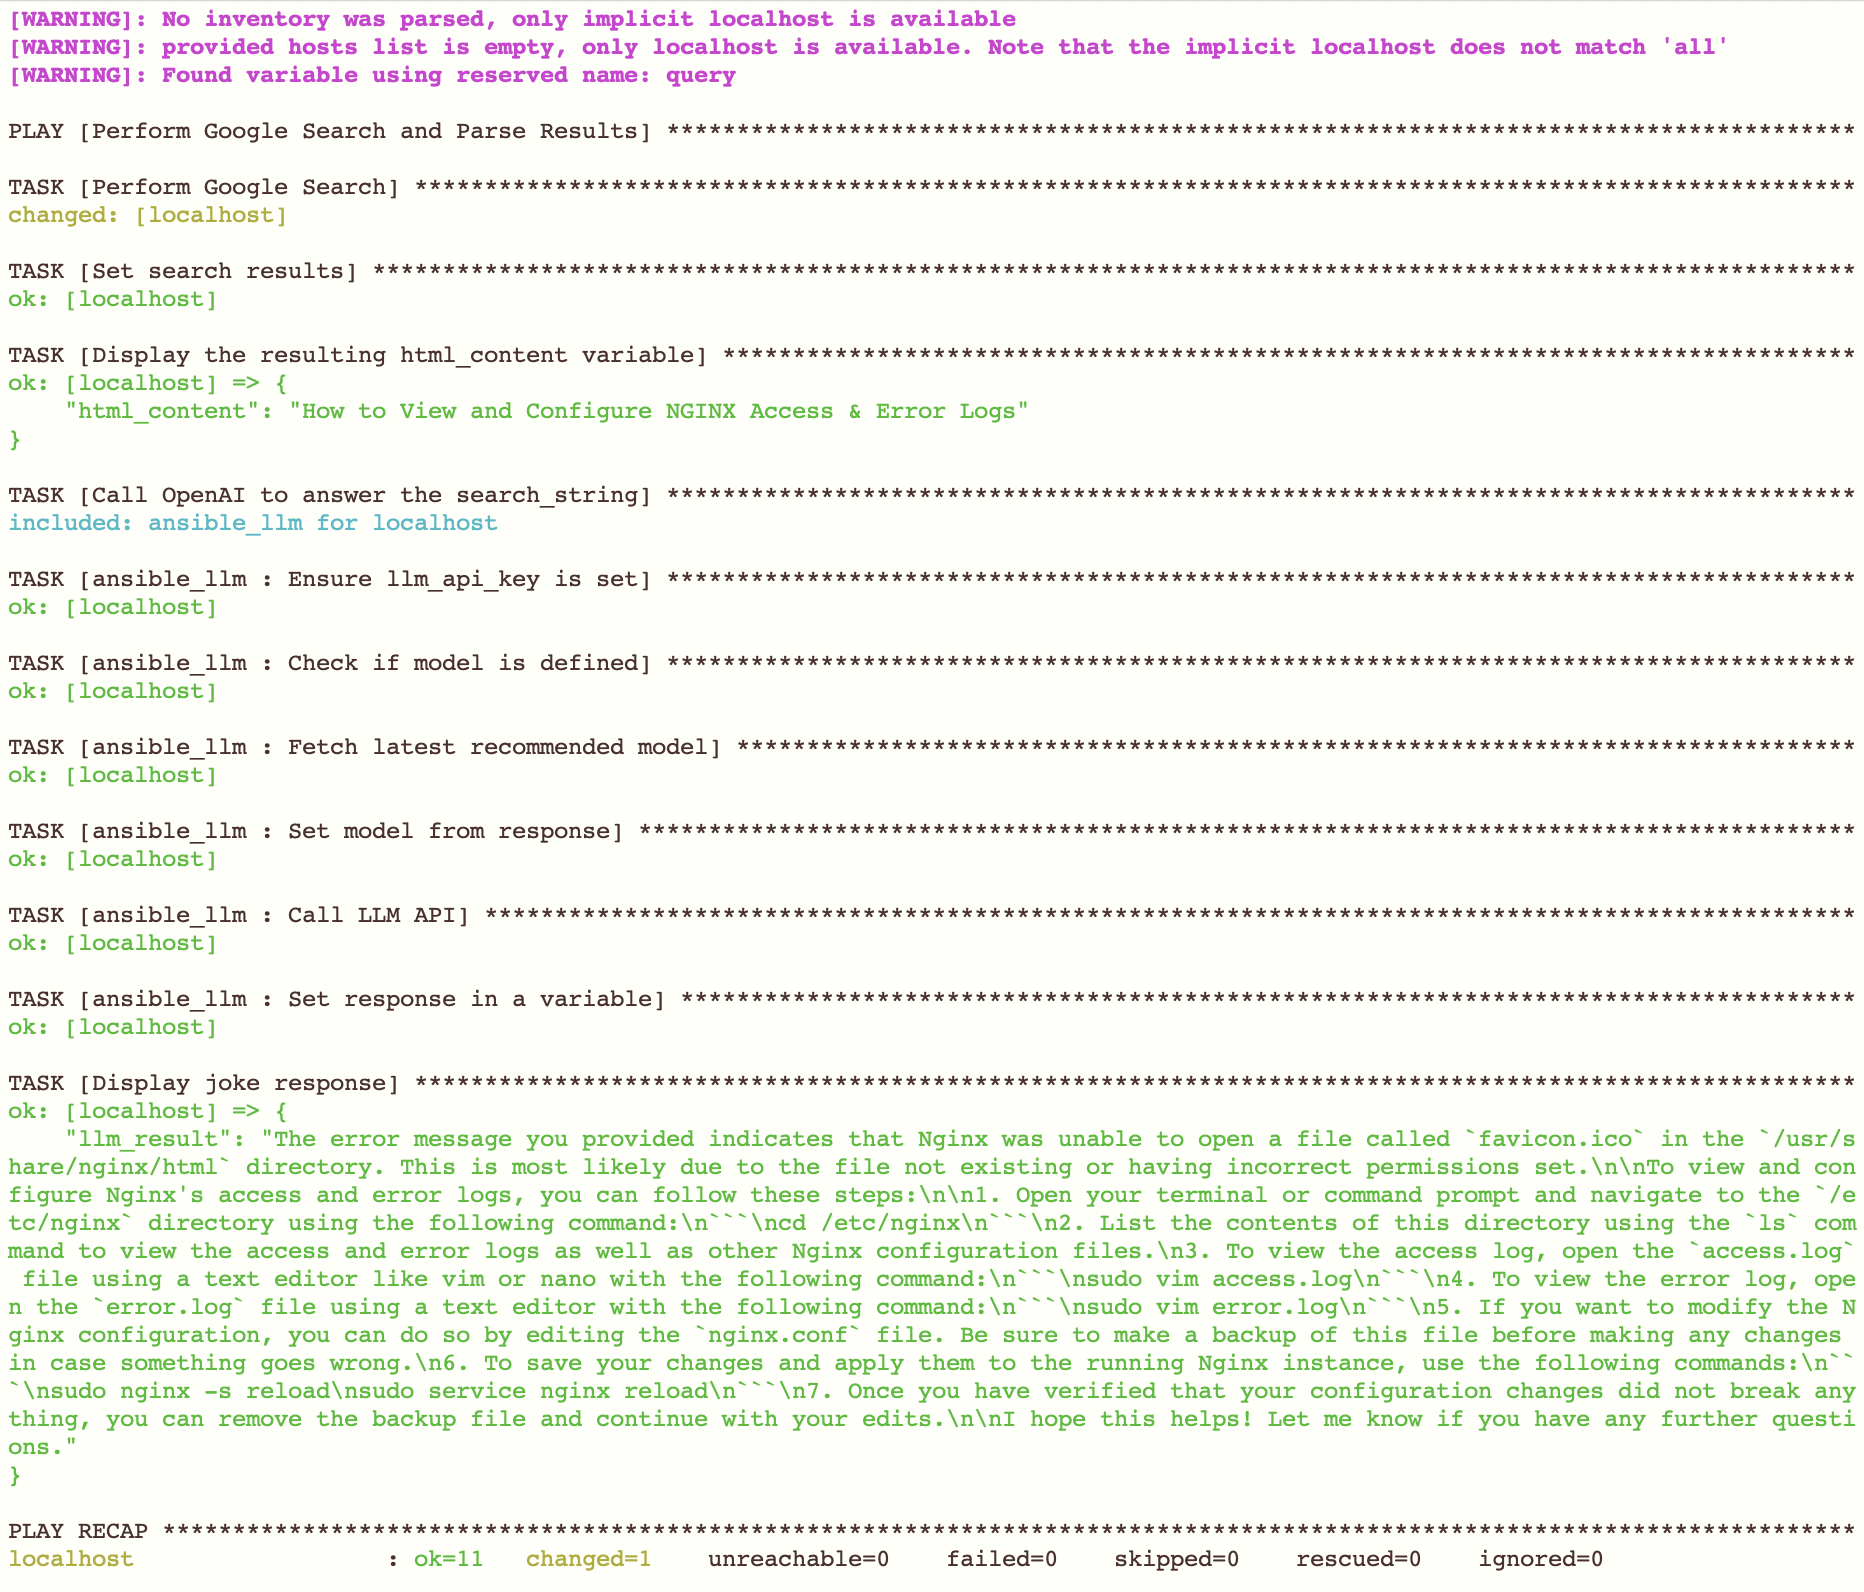 [WARNING]: No inventory was parsed, only implicit localhost is available
[WARNING]: provided hosts list is empty, only localhost is available. Note that the implicit localhost does not match 'all'
[WARNING]: Found variable using reserved name: query
PLAY [Perform Google Search and Parse Results] *************************************************************************************
TASK [Perform Google Search] *******************************************************************************************************
changed: [localhost]
TASK [Set search results] **********************************************************************************************************
ok: [localhost]
TASK [Display the resulting html_content variable] *********************************************************************************
ok: [localhost] => {
    "html_content": "How to View and Configure NGINX Access & Error Logs"
}
TASK [Call OpenAI to answer the search_string] *************************************************************************************
included: ansible_llm for localhost
TASK [ansible_llm : Ensure llm_api_key is set] *************************************************************************************
ok: [localhost]
TASK [ansible_llm : Check if model is defined] *************************************************************************************
ok: [localhost]
TASK [ansible_llm : Fetch latest recommended model] ********************************************************************************
ok: [localhost]
TASK [ansible_llm : Set model from response] ***************************************************************************************
ok: [localhost]
TASK [ansible_llm : Call LLM API] **************************************************************************************************
ok: [localhost]
TASK [ansible_llm : Set response in a variable] ************************************************************************************
ok: [localhost]
TASK [Display joke response] *******************************************************************************************************
ok: [localhost] => {
    "llm_result": "The error message you provided indicates that Nginx was unable to open a file called `favicon.ico` in the `/usr/s
hare/nginx/html` directory. This is most likely due to the file not existing or having incorrect permissions set.\n\nTo view and con
figure Nginx's access and error logs, you can follow these steps:\n\n1. Open your terminal or command prompt and navigate to the `/e
tc/nginx` directory using the following command:\n```\ncd /etc/nginx\n```\n2. List the contents of this directory using the `ls` com
mand to view the access and error logs as well as other Nginx configuration files.\n3. To view the access log, open the `access.log`
 file using a text editor like vim or nano with the following command:\n```\nsudo vim access.log\n```\n4. To view the error log, ope
n the `error.log` file using a text editor with the following command:\n```\nsudo vim error.log\n```\n5. If you want to modify the N
ginx configuration, you can do so by editing the `nginx.conf` file. Be sure to make a backup of this file before making any changes
in case something goes wrong.\n6. To save your changes and apply them to the running Nginx instance, use the following commands:\n``
`\nsudo nginx -s reload\nsudo service nginx reload\n```\n7. Once you have verified that your configuration changes did not break any
thing, you can remove the backup file and continue with your edits.\n\nI hope this helps! Let me know if you have any further questi
ons."
}
PLAY RECAP *************************************************************************************************************************
localhost                  : ok=11   changed=1    unreachable=0    failed=0    skipped=0    rescued=0    ignored=0